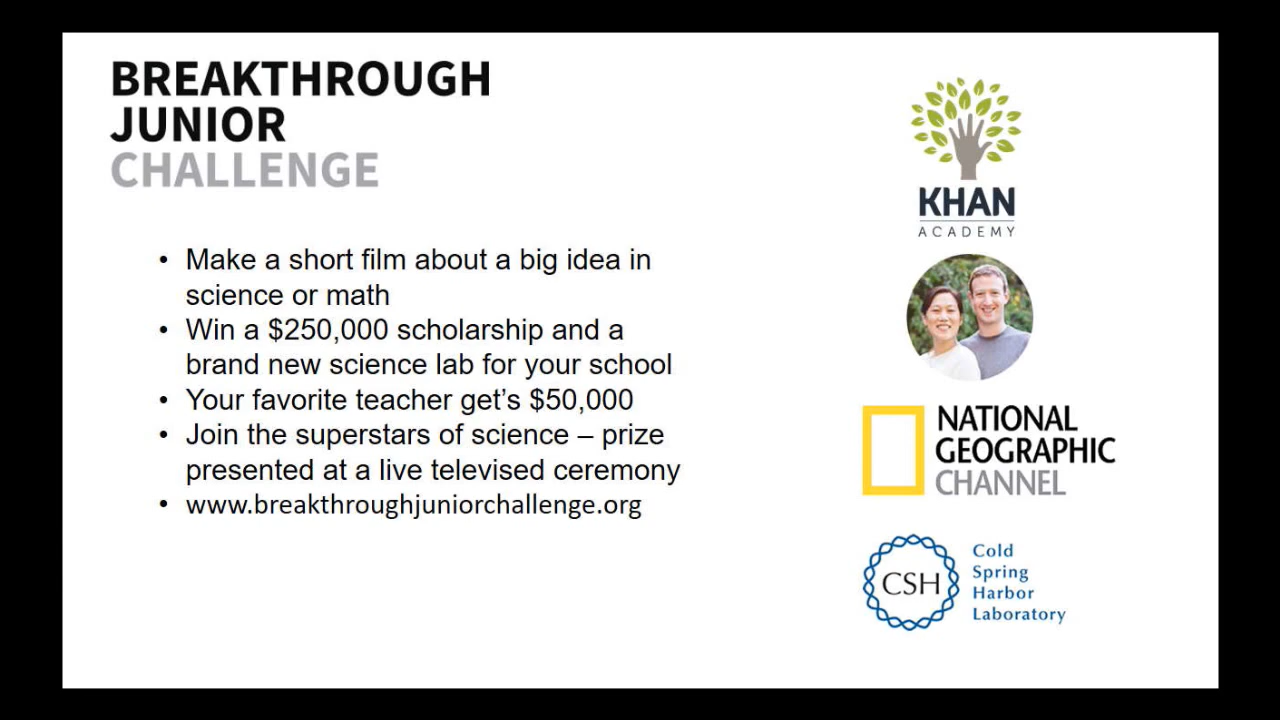 BREAKTHROUGH
JUNIOR
CHALLENGE
• Make a short film about a big idea in
science or math
• Win a $250,000 scholarship and a
brand new science lab for your school
• Your favorite teacher get’s $50,000
• Join the superstars of science – prize
presented at a live televised ceremony
• www.breakthroughjuniorchallenge.org
KHAN
ACADEMY
NATIONAL
GEOGRAPHIC
CHANNEL
CSH
Cold
Spring
Harbor
Laboratory